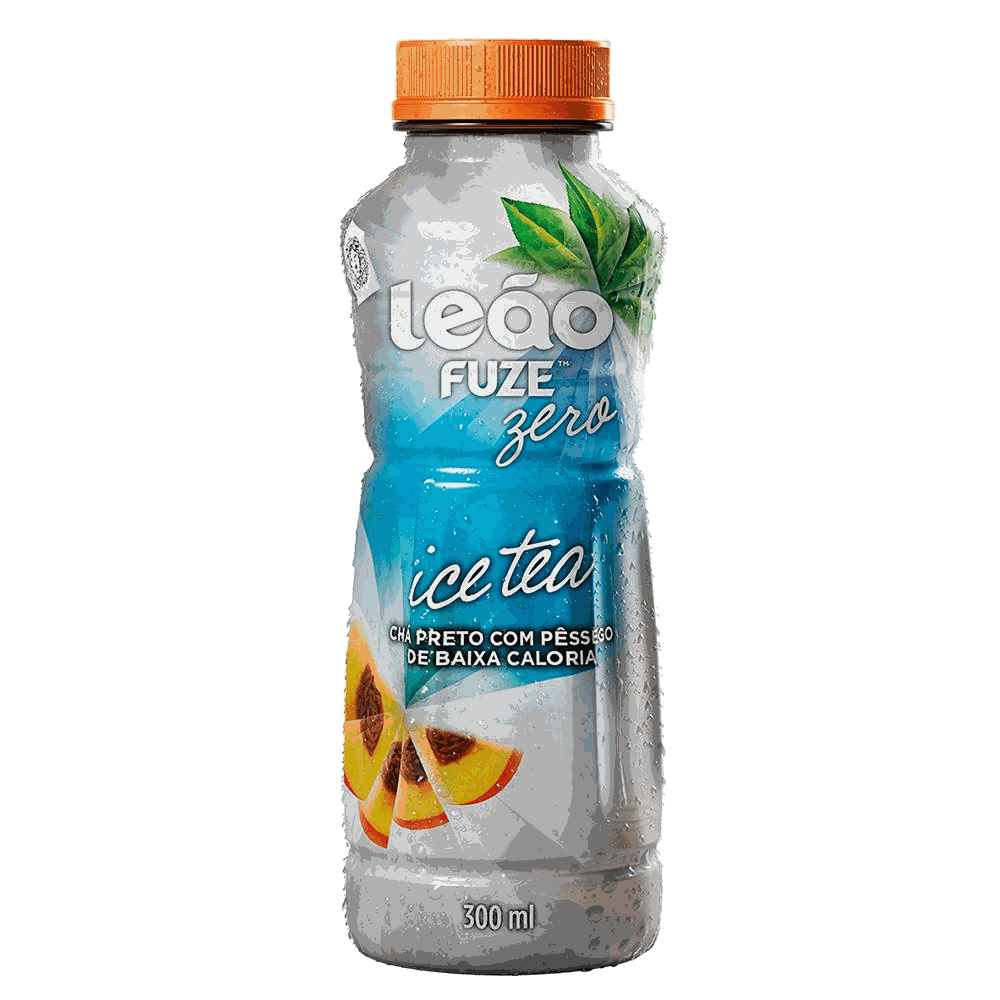 leão
FUZE™
zero
ice tea
CHÁ PRETO COM PÊSSEGO
DE BAIXA CALORIA
300 ml